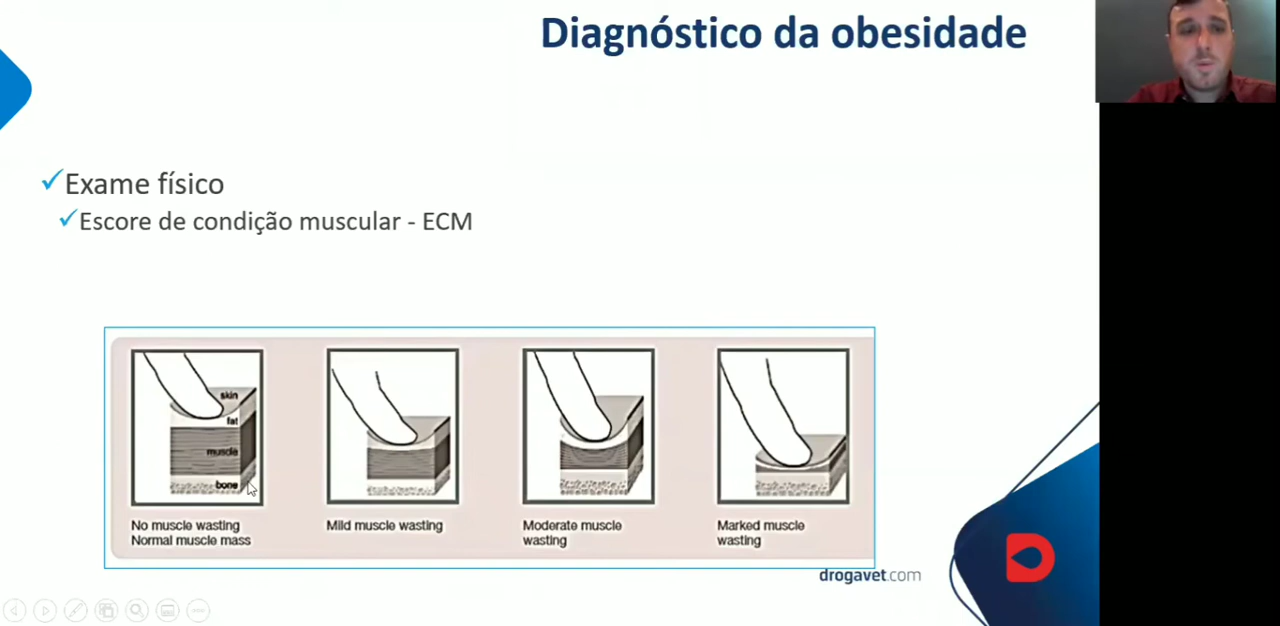 Diagnóstico da obesidade
Exame físico
Escore de condição muscular - ECM
skin
fat
muscle
bone
No muscle wasting
Normal muscle mass
Mild muscle wasting
Moderate muscle
wasting
Marked muscle
wasting
drogavet.com